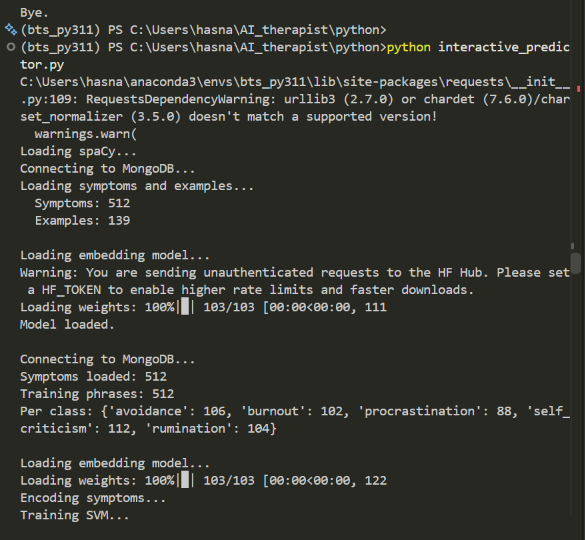 Bye.
(bts_py311) PS C:\Users\hasna\AI_therapist\python>
(bts_py311) PS C:\Users\hasna\AI_therapist\python>python interactive_predic
tor.py
C:\Users\hasna\anaconda3\envs\bts_py311\lib\site-packages\requests\__init__
.py:109: RequestsDependencyWarning: urllib3 (2.7.0) or chardet (7.6.0)/char
set_normalizer (3.5.0) doesn't match a supported version!
  warnings.warn(
Loading spaCy...
Connecting to MongoDB...
Loading symptoms and examples...
  Symptoms: 512
  Examples: 139
Loading embedding model...
Warning: You are sending unauthenticated requests to the HF Hub. Please set
 a HF_TOKEN to enable higher rate limits and faster downloads.
Loading weights: 100%|█| 103/103 [00:00<00:00, 111
Model loaded.
Connecting to MongoDB...
Symptoms loaded: 512
Training phrases: 512
Per class: {'avoidance': 106, 'burnout': 102, 'procrastination': 88, 'self_
criticism': 112, 'rumination': 104}
Loading embedding model...
Loading weights: 100%|█| 103/103 [00:00<00:00, 122
Encoding symptoms...
Training SVM...